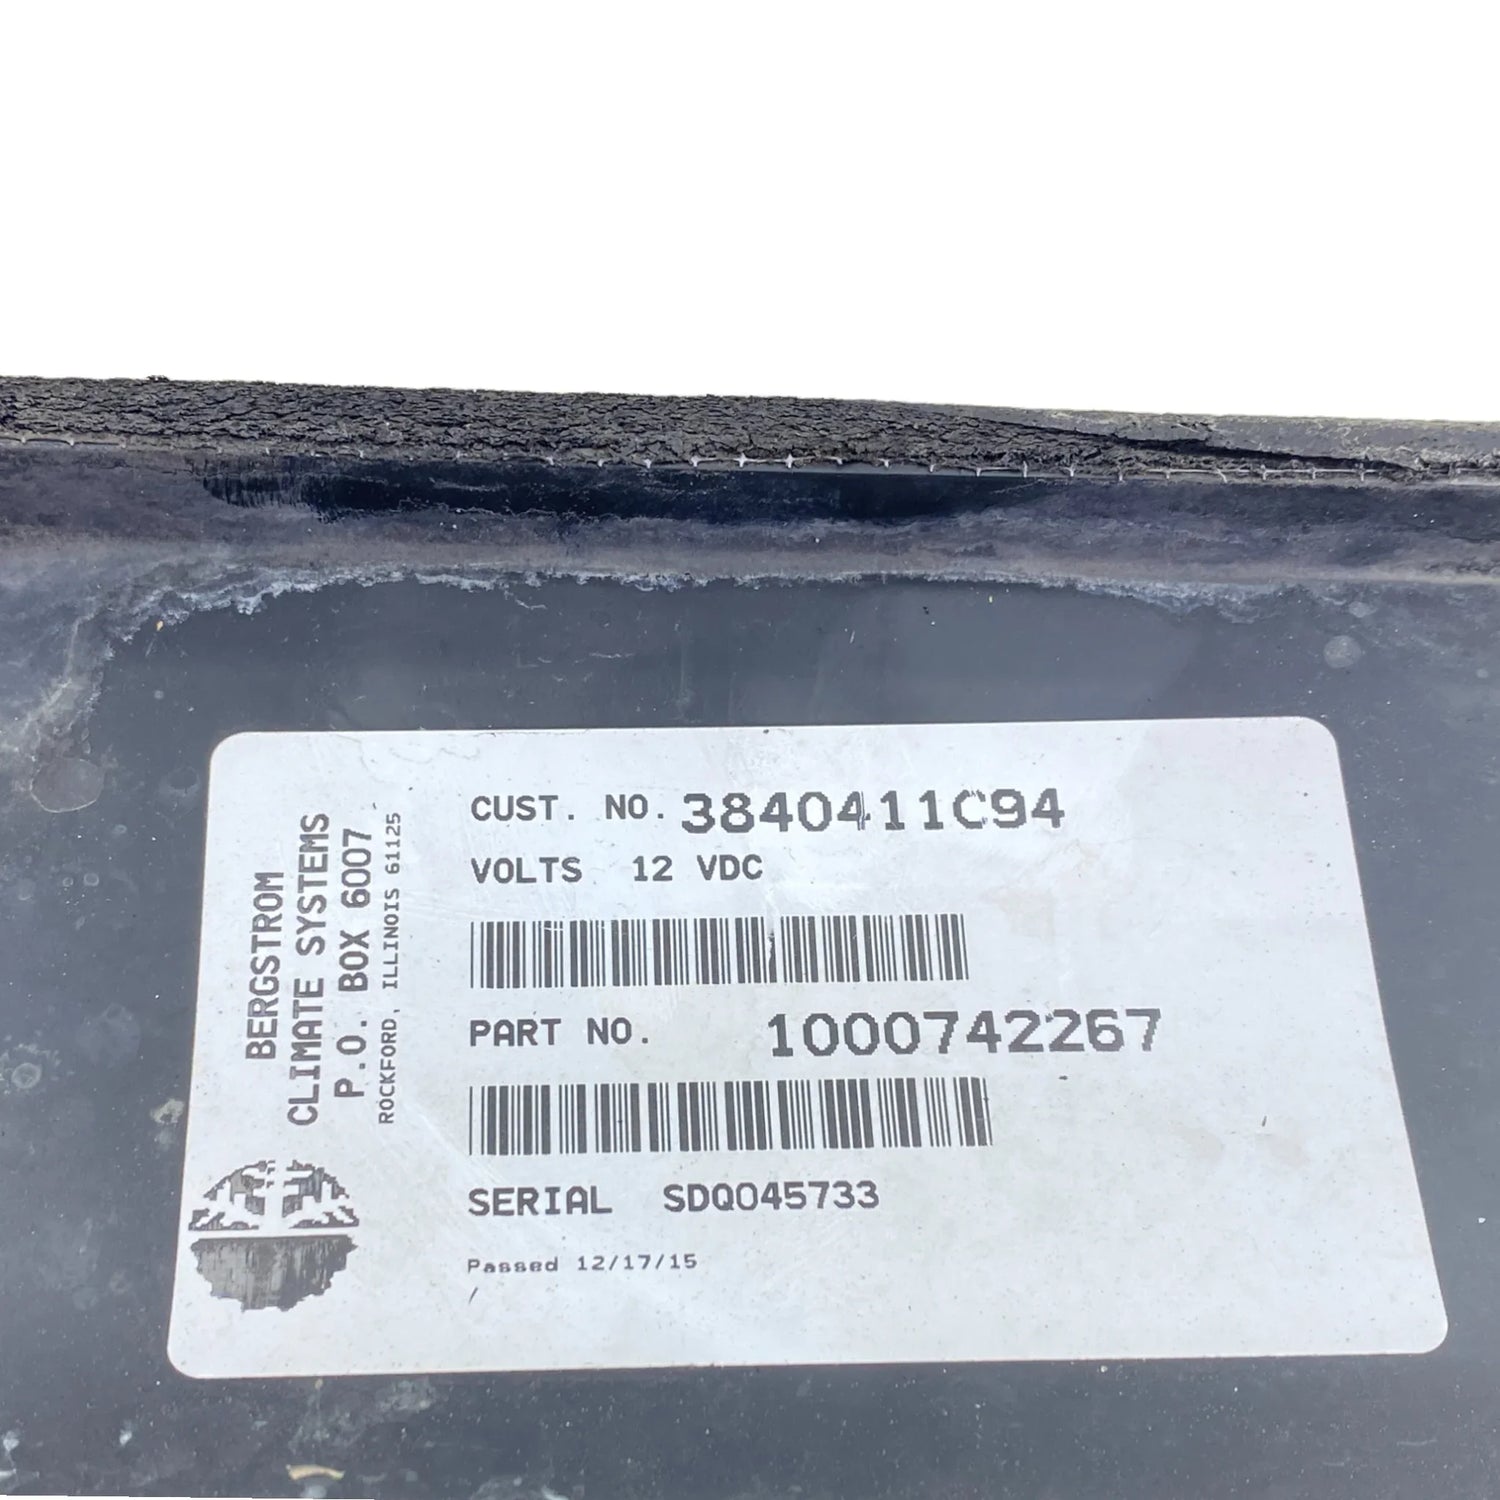 BERGSTROM
CLIMATE SYSTEMS
P.O. BOX 6007
ROCKFORD, ILLINOIS 61125
CUST. NO. 3840411C94
VOLTS 12 VDC
PART NO. 1000742267
SERIAL SDQ045733
Passed 12/17/15